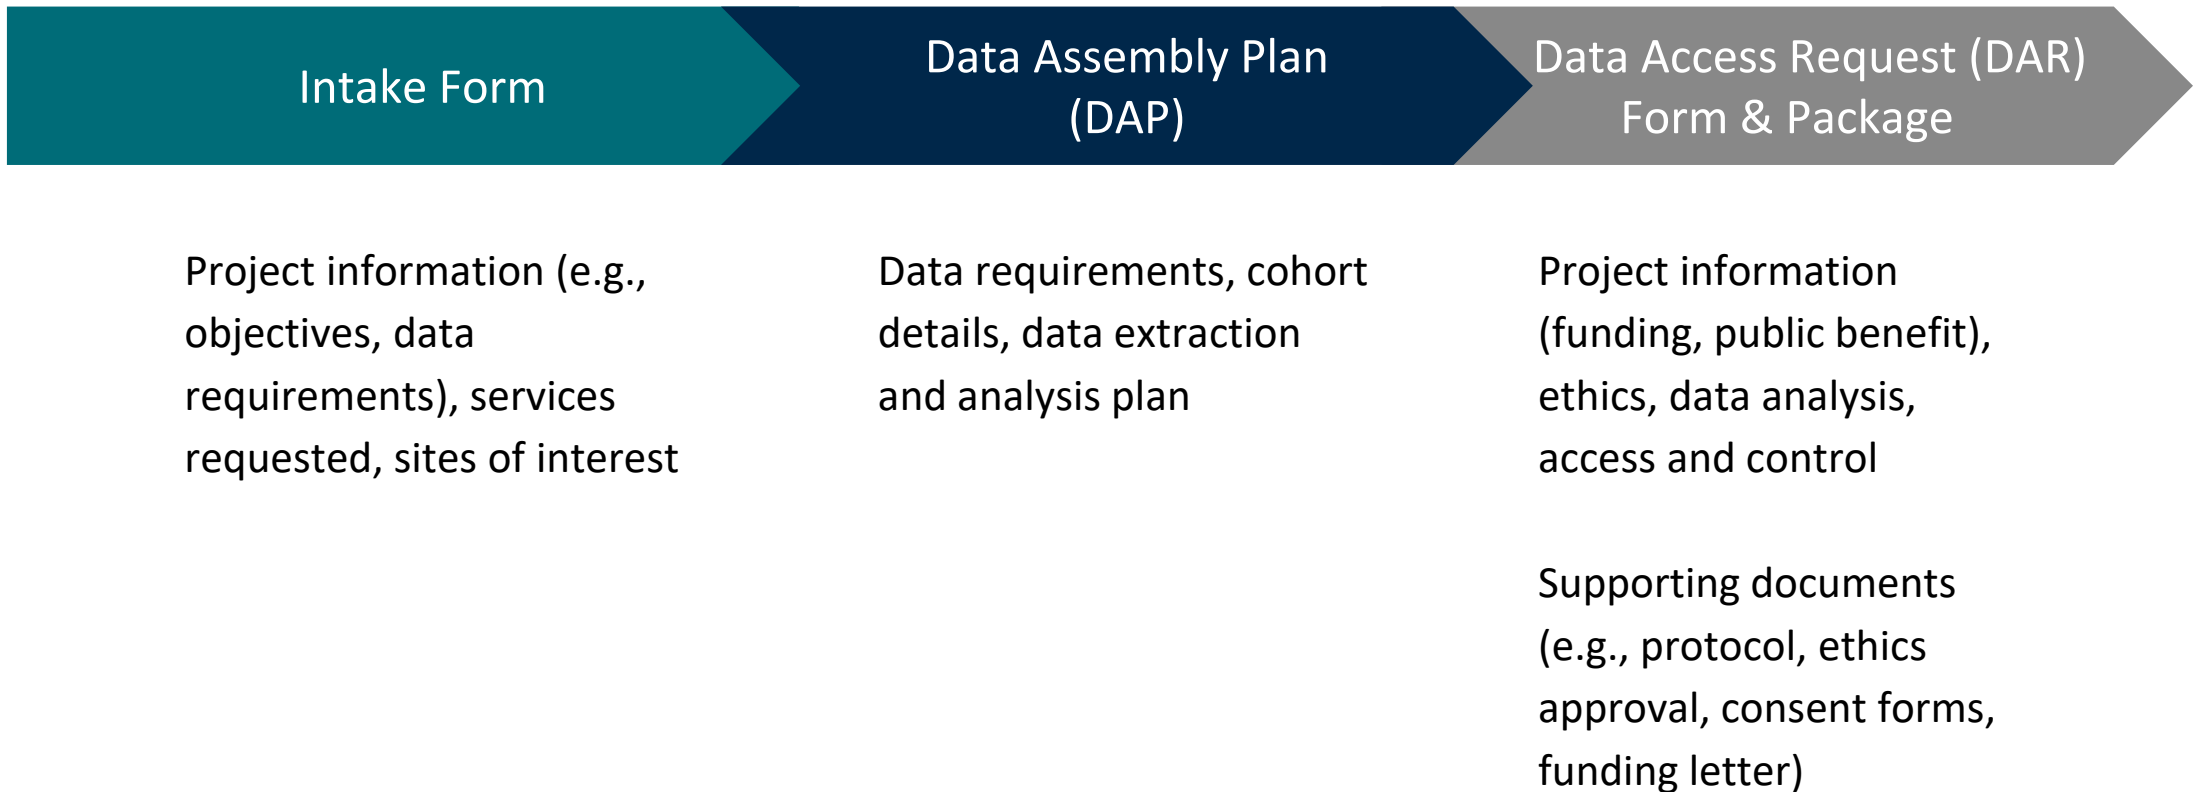 Intake Form
Data Assembly Plan
(DAP)
Data Access Request (DAR)
Form & Package
Project information (e.g.,
objectives, data
requirements), services
requested, sites of interest
Data requirements, cohort
details, data extraction
and analysis plan
Project information
(funding, public benefit),
ethics, data analysis,
access and control
Supporting documents
(e.g., protocol, ethics
approval, consent forms,
funding letter)